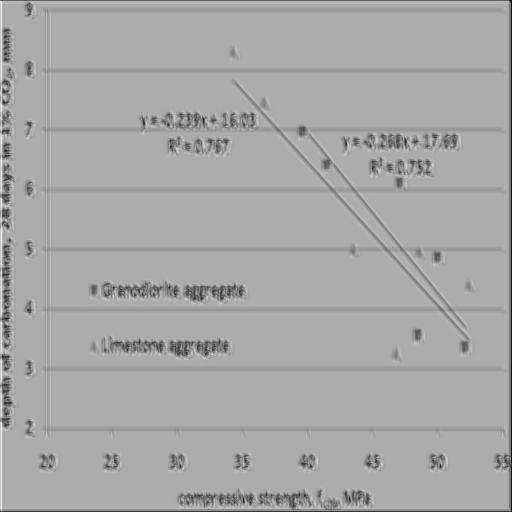 9
8
7
6
5
4
3
2
20 25 30 35 40 45 50 55
depth of carbonation, 28 days in 1% CO₂, mm
y = -0.239x + 16.03
R² = 0.767
y = -0.268x + 17.69
R² = 0.752
Granodiorite aggregate
Limestone aggregate
compressive strength, MPa